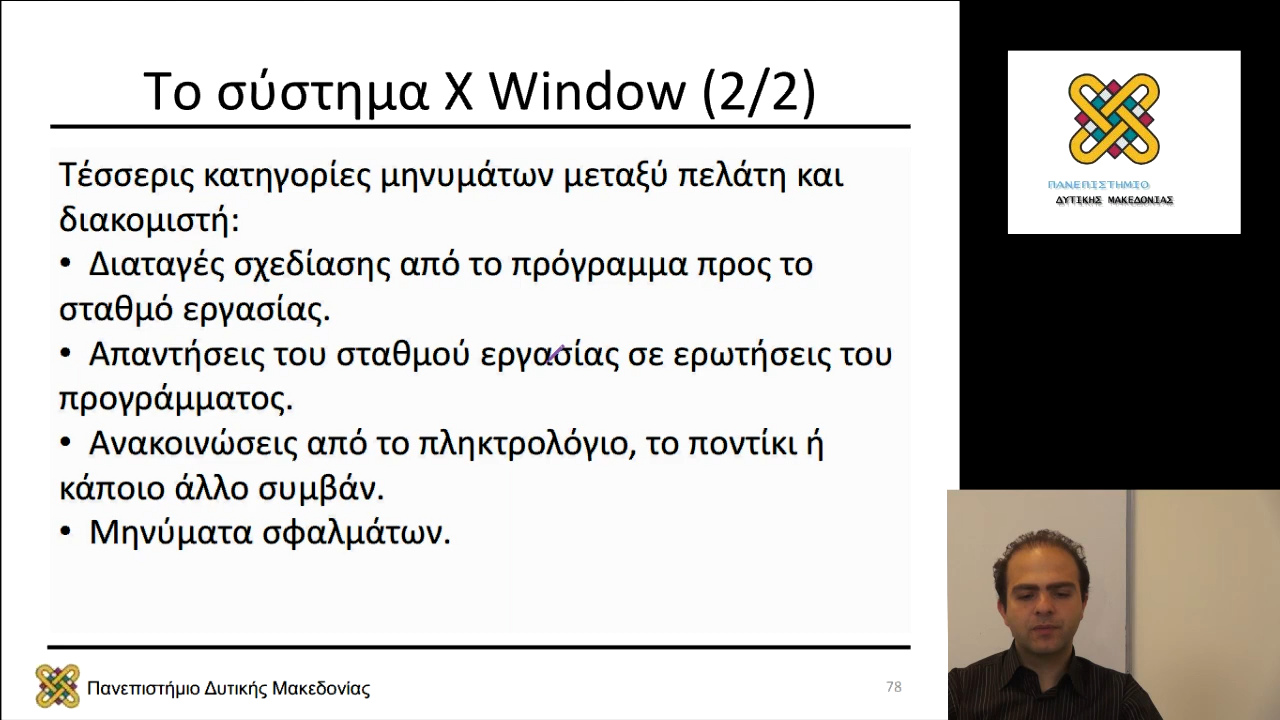 Το σύστημα X Window (2/2)
Τέσσερις κατηγορίες μηνυμάτων μεταξύ πελάτη και
διακομιστή:
• Διαταγές σχεδίασης από το πρόγραμμα προς το
σταθμό εργασίας.
• Απαντήσεις του σταθμού εργασίας σε ερωτήσεις του
προγράμματος.
• Ανακοινώσεις από το πληκτρολόγιο, το ποντίκι ή
κάποιο άλλο συμβάν.
• Μηνύματα σφαλμάτων.
Πανεπιστήμιο Δυτικής Μακεδονίας
78
ΠΑΝΕΠΙΣΤΗΜΙΟ
ΔΥΤΙΚΗΣ ΜΑΚΕΔΟΝΙΑΣ